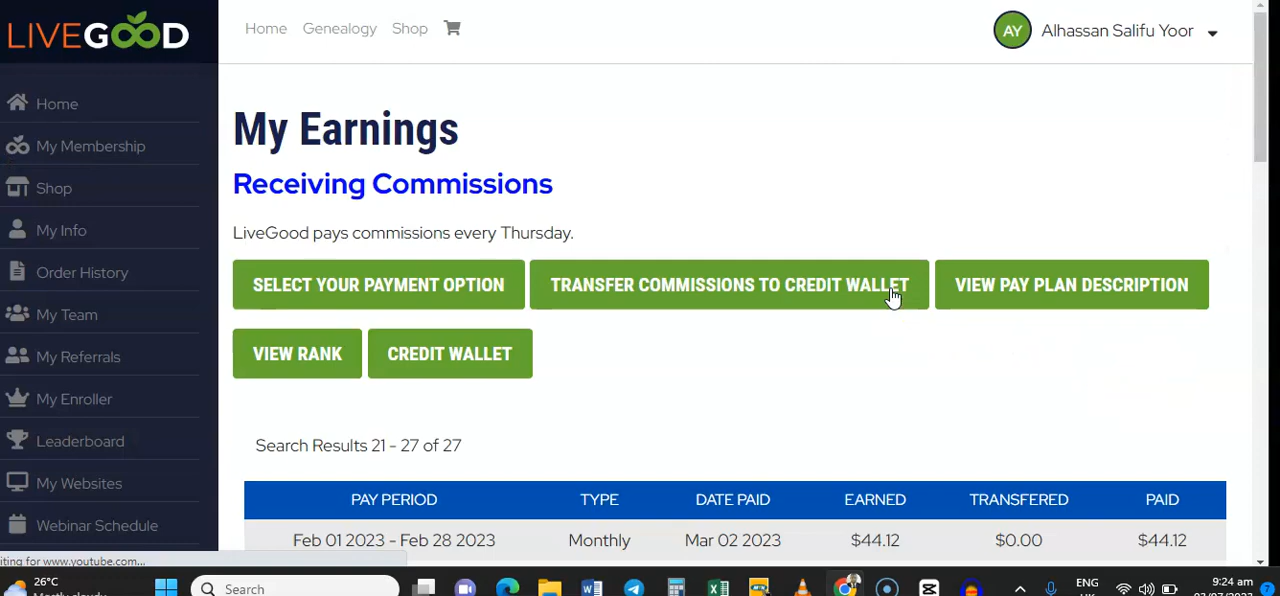 LIVEGOOD
Home Genealogy Shop
AY Alhassan Salifu Yoor
Home
My Membership
Shop
My Info
Order History
My Team
My Referrals
My Enroller
Leaderboard
My Websites
Webinar Schedule
My Earnings
Receiving Commissions
LiveGood pays commissions every Thursday.
SELECT YOUR PAYMENT OPTION TRANSFER COMMISSIONS TO CREDIT WALLET VIEW PAY PLAN DESCRIPTION
VIEW RANK CREDIT WALLET
Search Results 21 - 27 of 27
PAY PERIOD TYPE DATE PAID EARNED TRANSFERED PAID
Feb 01 2023 - Feb 28 2023 Monthly Mar 02 2023 $44.12 $0.00 $44.12
iting for www.youtube.com...
26°C
Search
ENG
9:24 am